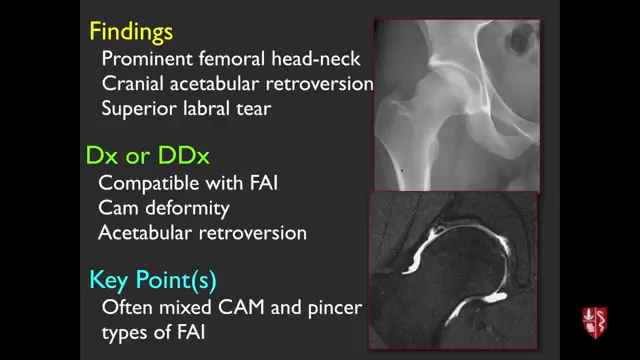 Findings
Prominent femoral head-neck
Cranial acetabular retroversion
Superior labral tear
Dx or DDx
Compatible with FAI
Cam deformity
Acetabular retroversion
Key Point(s)
Often mixed CAM and pincer
types of FAI